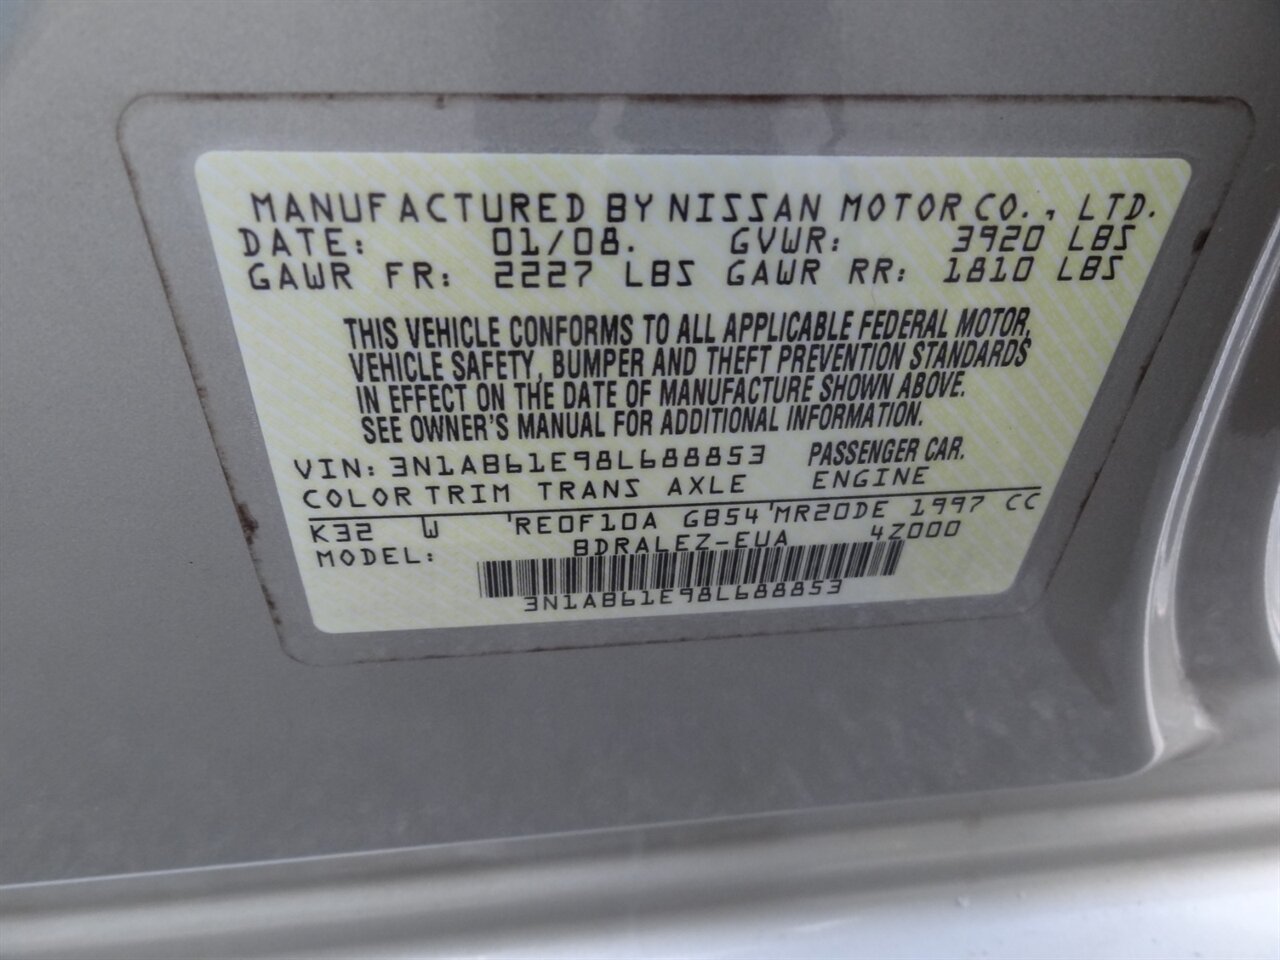 MANUFACTURED BY NISSAN MOTOR CO., LTD.
DATE: 01/08. GVWR: 3920 LBS
GAWR FR: 2227 LBS GAWR RR: 1810 LBS
THIS VEHICLE CONFORMS TO ALL APPLICABLE FEDERAL MOTOR,
VEHICLE SAFETY, BUMPER AND THEFT PREVENTION STANDARDS
IN EFFECT ON THE DATE OF MANUFACTURE SHOWN ABOVE.
SEE OWNER'S MANUAL FOR ADDITIONAL INFORMATION.
VIN: 3N1AB61E98L688853 PASSENGER CAR.
COLOR TRIM TRANS AXLE ENGINE
K32 W 'RE0F10A GB54 'MR20DE 1997 CC
MODEL: BDRALEZ-EUA 4Z000
3N1AB61E98L688853